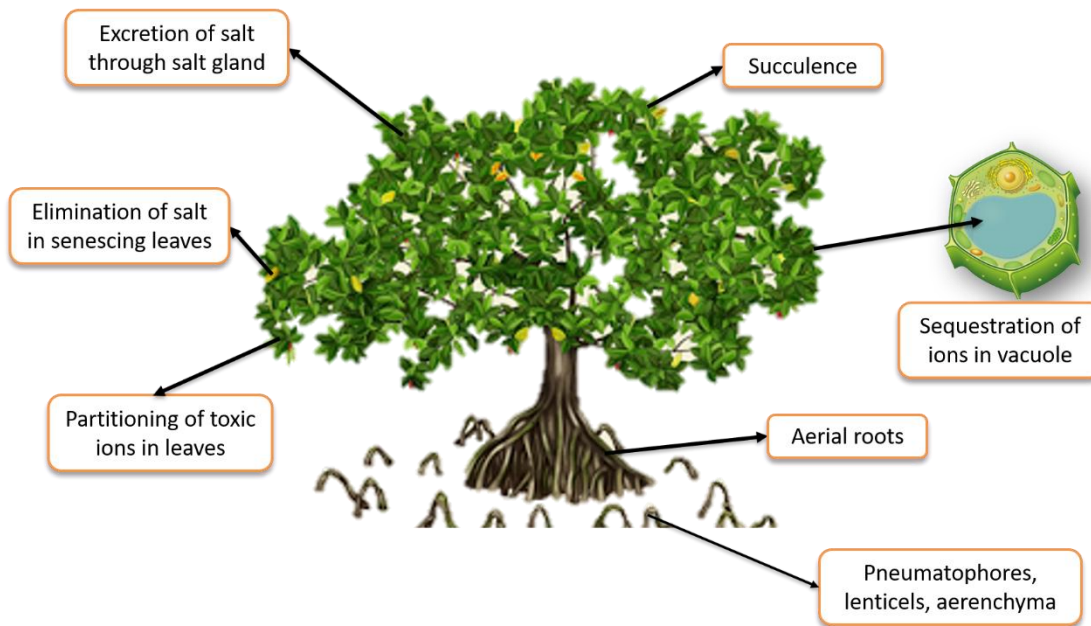 Excretion of salt
through salt gland
Succulence
Elimination of salt
in senescing leaves
Sequestration of
ions in vacuole
Partitioning of toxic
ions in leaves
Aerial roots
Pneumatophores,
lenticels, aerenchyma